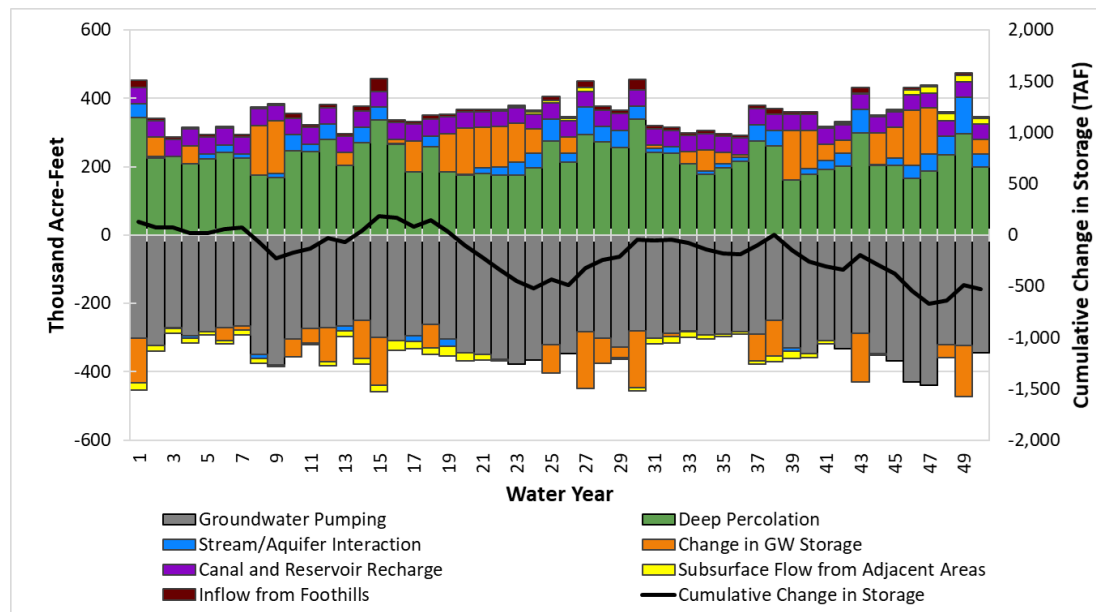 600
400
200
0
-200
-400
-600
Thousand Acre-Feet
2,000
1,500
1,000
500
0
-500
-1,000
-1,500
-2,000
Cumulative Change in Storage (TAF)
1 3 5 7 9 11 13 15 17 19 21 23 25 27 29 31 33 35 37 39 41 43 45 47 49
Water Year
Groundwater Pumping Deep Percolation
Stream/Aquifer Interaction Change in GW Storage
Canal and Reservoir Recharge Subsurface Flow from Adjacent Areas
Inflow from Foothills Cumulative Change in Storage